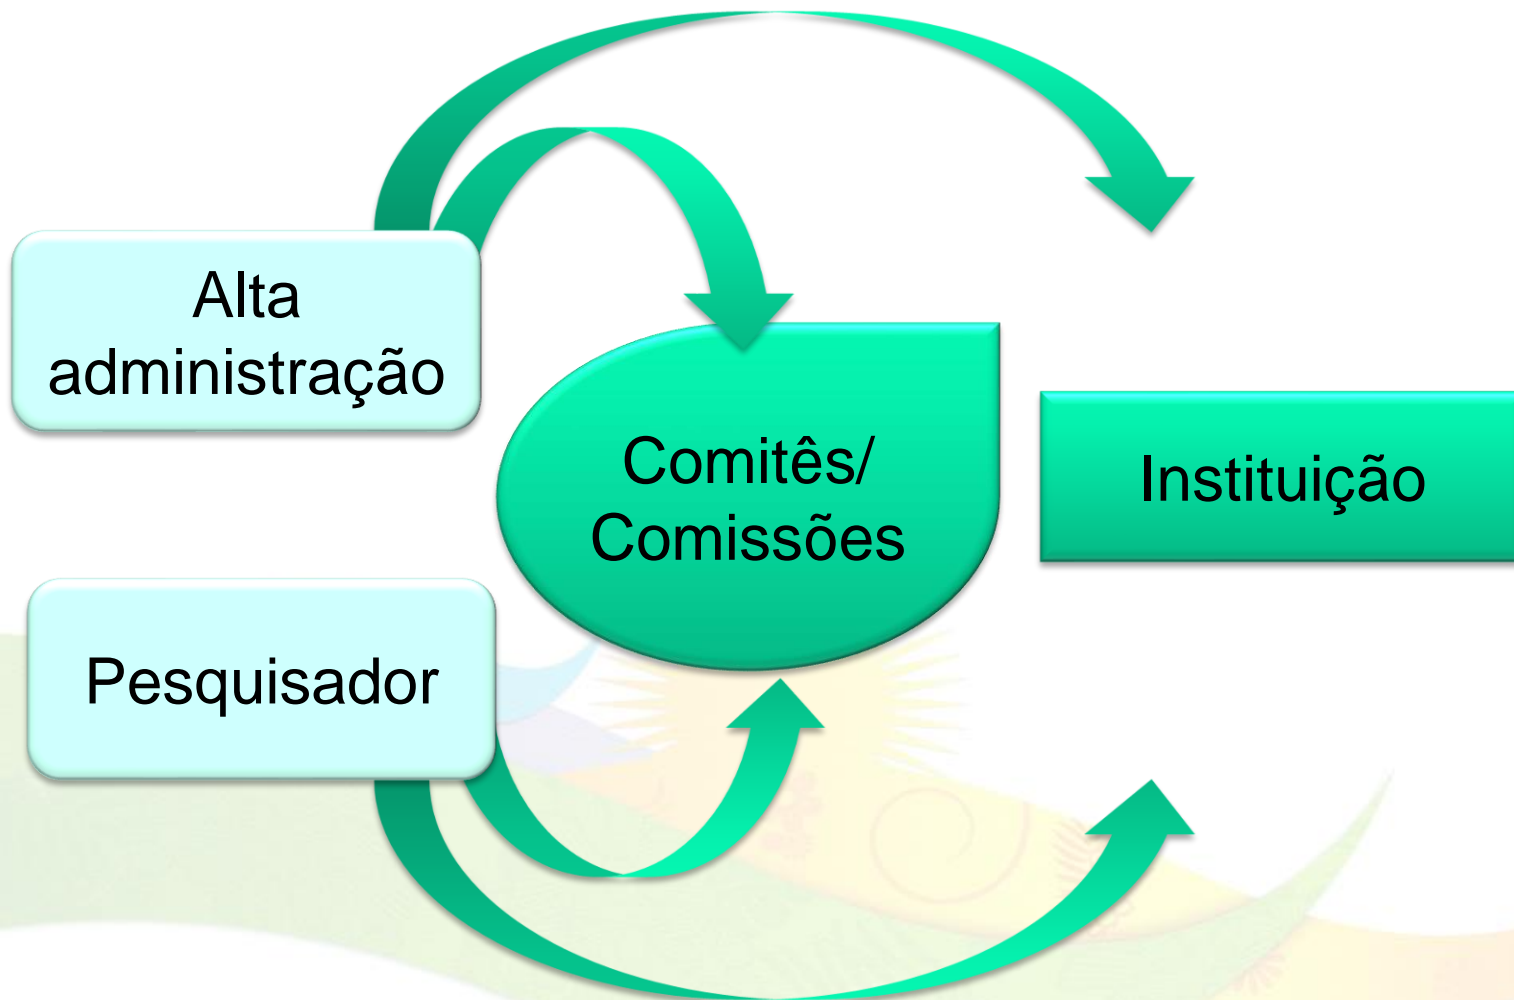 Alta
administração
Comitês/
Comissões
Instituição
Pesquisador